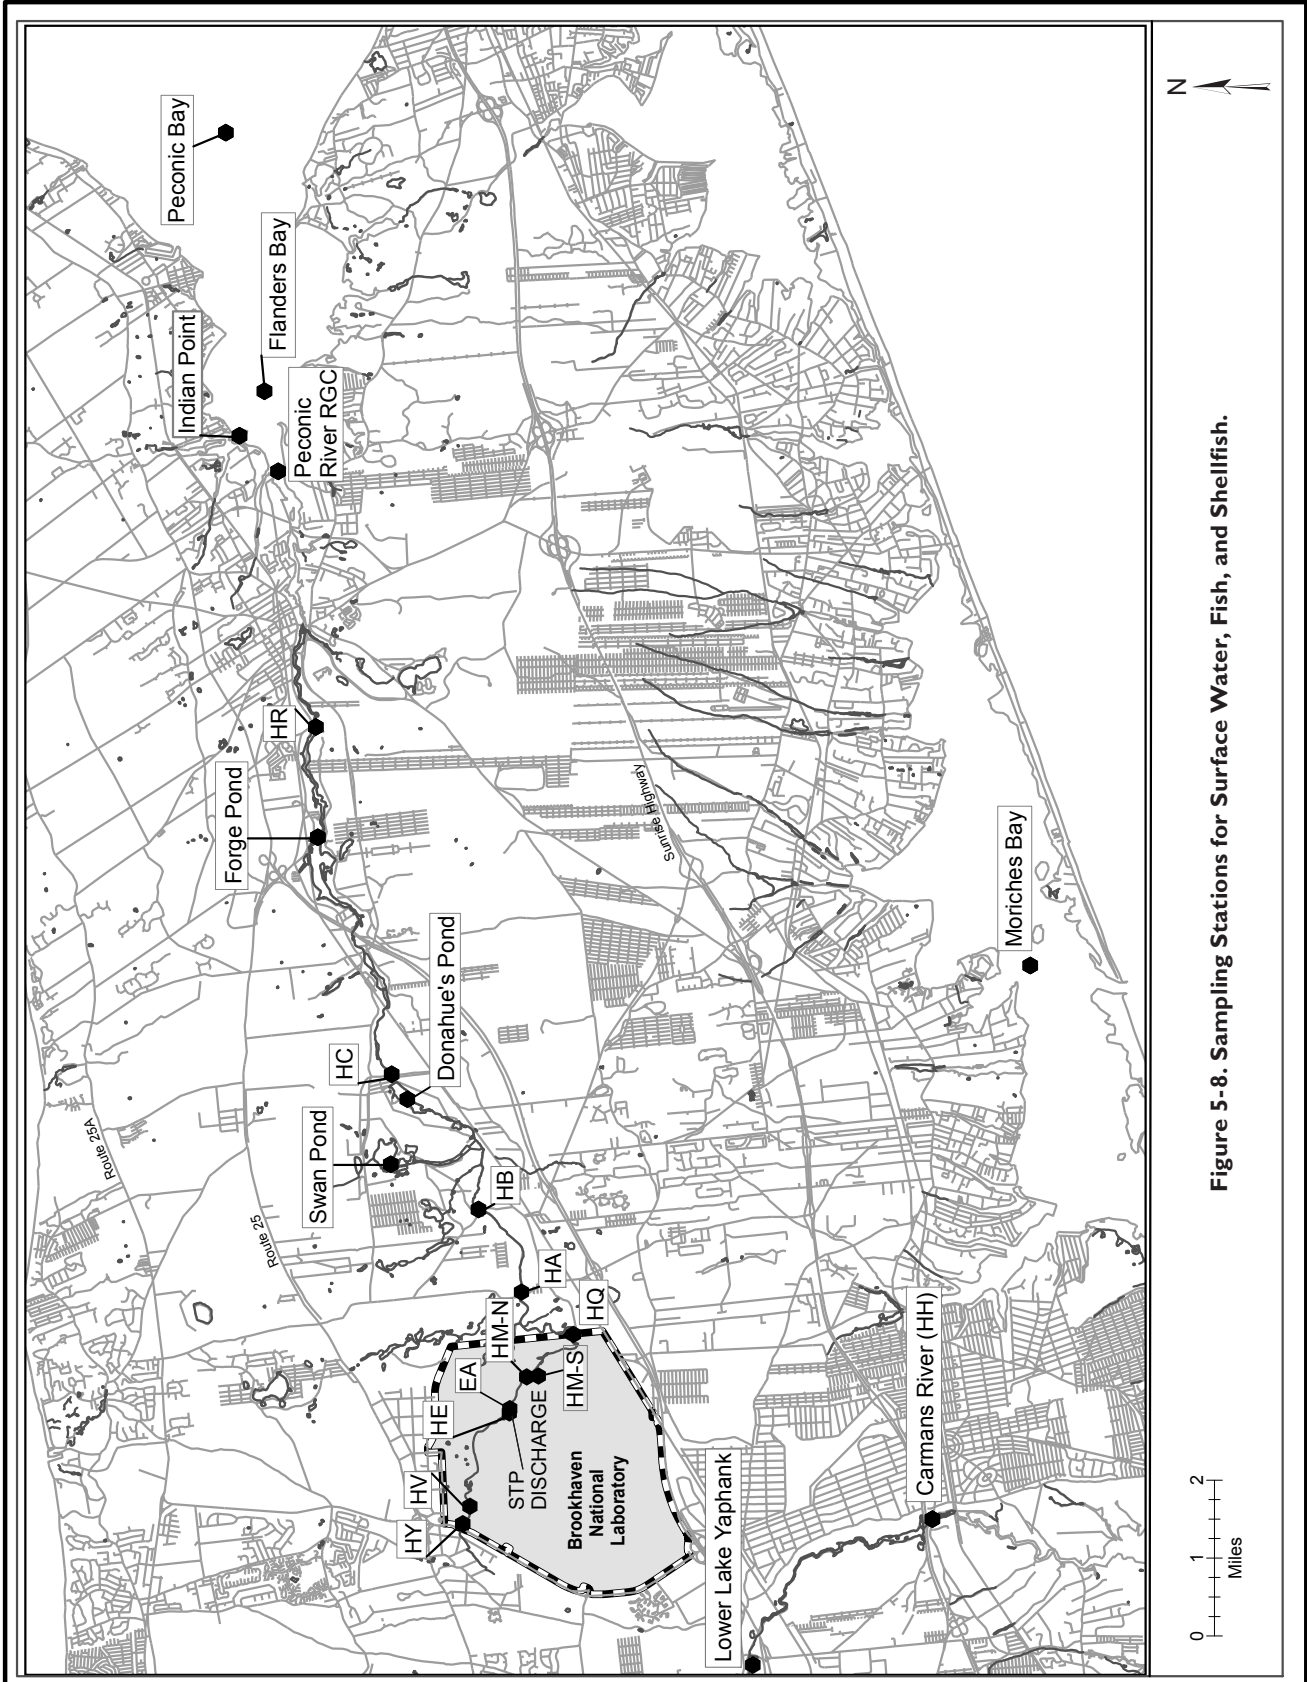 Peconic Bay
Flanders Bay
Indian Point
Peconic
River RGC
HR
Forge Pond
Donahue's Pond
HC
Swan Pond
HB
HA
HQ
HM-N
HM-S
EA
HE
STP
DISCHARGE
HV
HY
Brookhaven
National
Laboratory
Route 25A
Route 25
Sunrise Highway
Moriches Bay
Carmans River (HH)
Lower Lake Yaphank
0 1 2
Miles
N
Figure 5-8. Sampling Stations for Surface Water, Fish, and Shellfish.